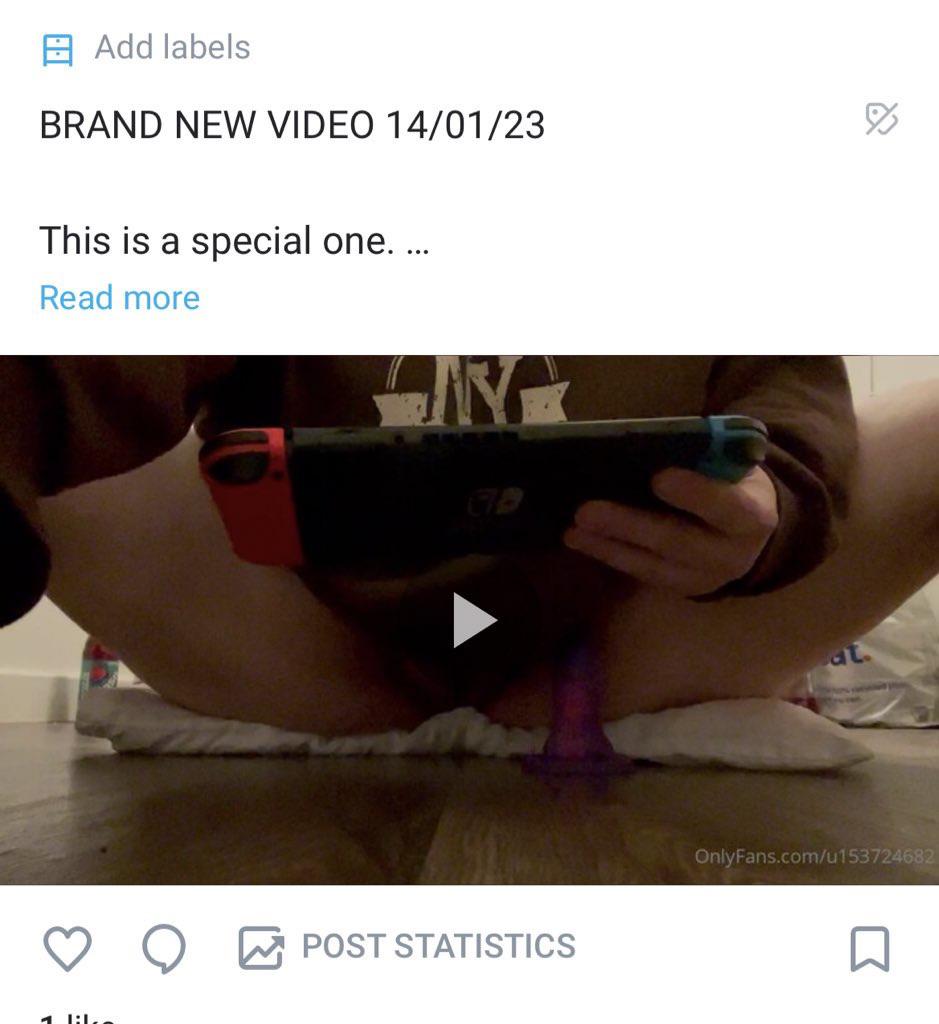 Add labels
BRAND NEW VIDEO 14/01/23
This is a special one. ...
Read more
NY
at.
OnlyFans.com/u153724682
POST STATISTICS
1 like